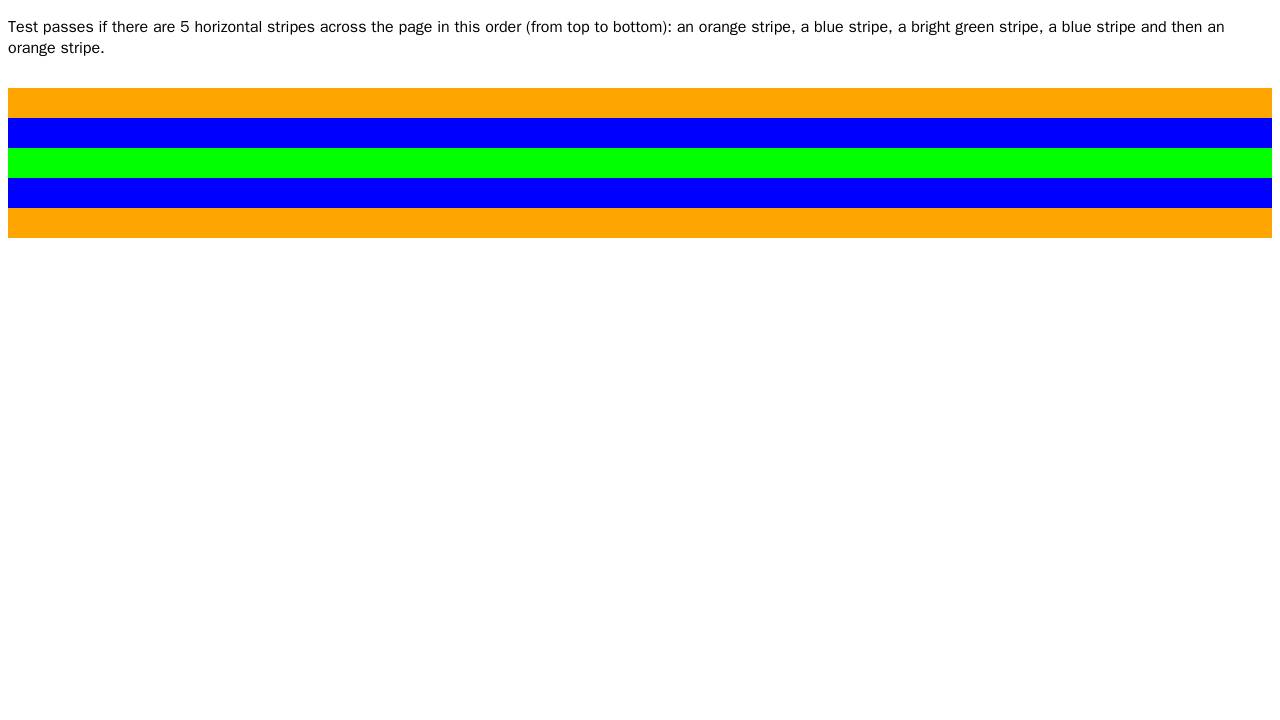 Test passes if there are 5 horizontal stripes across the page in this order (from top to bottom): an orange stripe, a blue stripe, a bright green stripe, a blue stripe and then an
orange stripe.